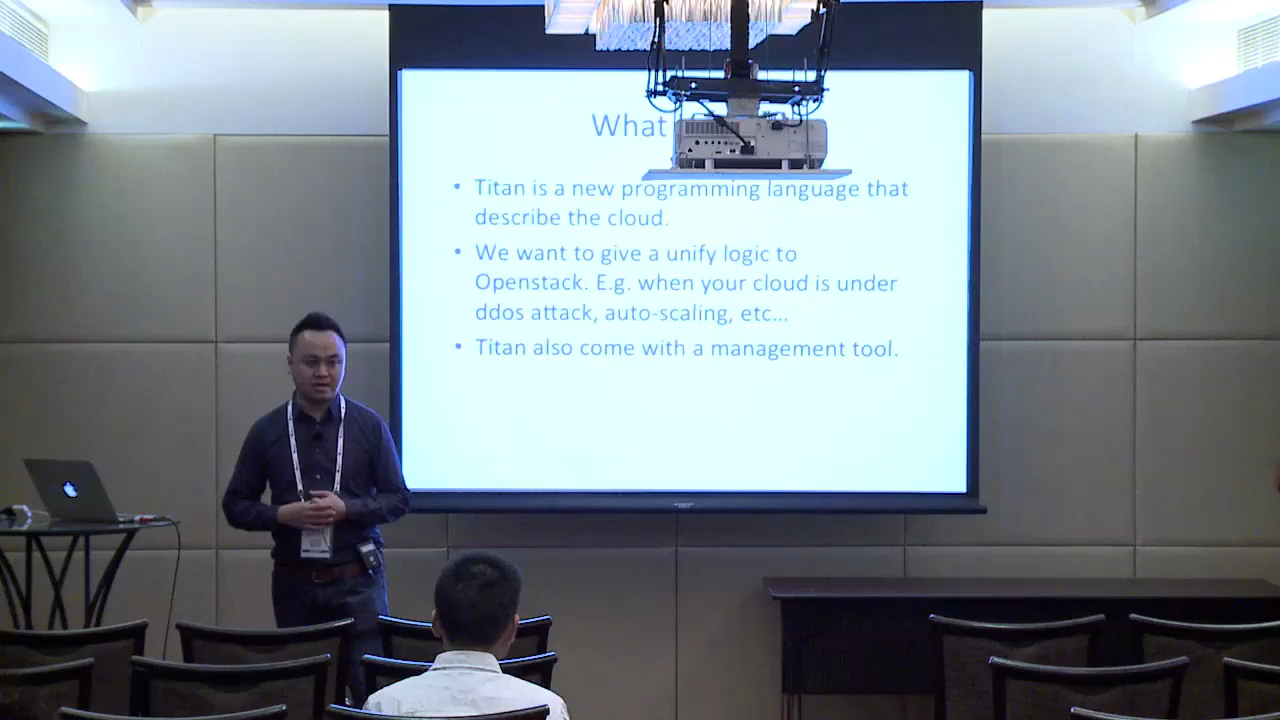 What
• Titan is a new programming language that
describe the cloud.
• We want to give a unify logic to
Openstack. E.g. when your cloud is under
ddos attack, auto-scaling, etc...
• Titan also come with a management tool.